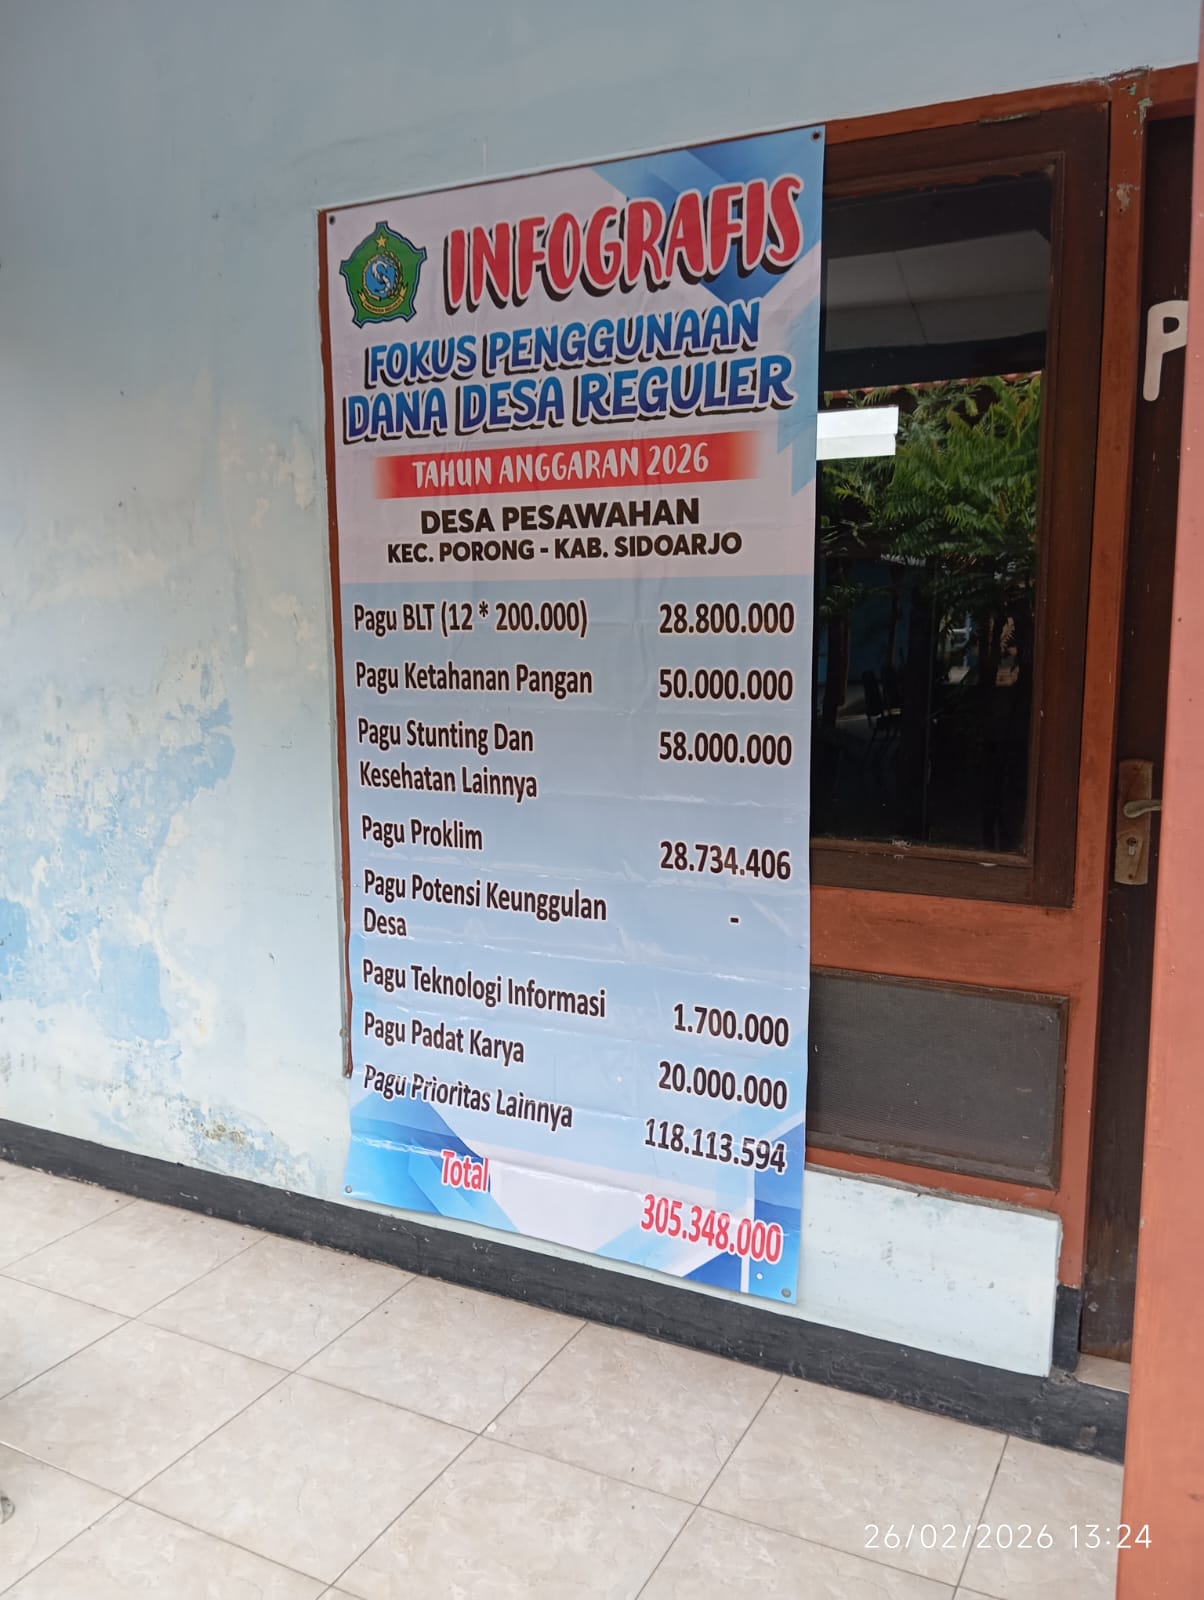 INFOGRAFIS
FOKUS PENGGUNAAN
DANA DESA REGULER
TAHUN ANGGARAN 2026
DESA PESAWAHAN
KEC. PORONG - KAB. SIDOARJO
Pagu BLT (12 * 200.000) 28.800.000
Pagu Ketahanan Pangan 50.000.000
Pagu Stunting Dan 58.000.000
Kesehatan Lainnya
Pagu Proklim 28.734.406
Pagu Potensi Keunggulan -
Desa
Pagu Teknologi Informasi 1.700.000
Pagu Padat Karya 20.000.000
Pagu Prioritas Lainnya 118.113.594
Total 305.348.000
P
26/02/2026 13:24